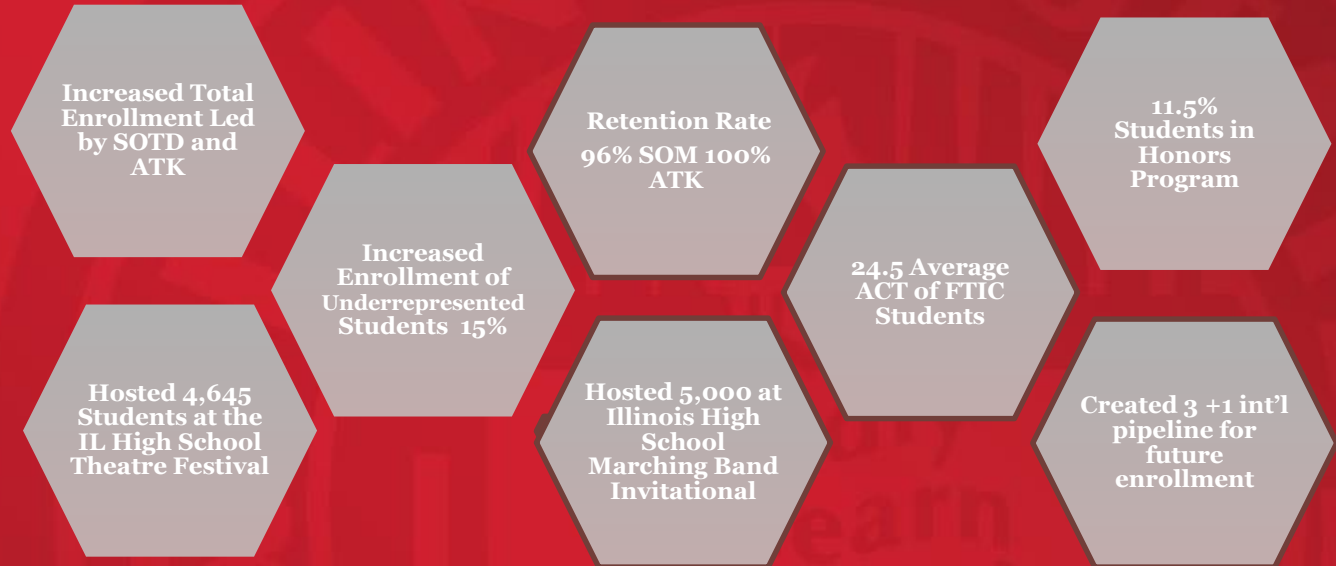 Increased Total
Enrollment Led
by SOTD and
ATK
Increased
Enrollment of
Underrepresented
Students 15%
Hosted 4,645
Students at the
IL High School
Theatre Festival
Retention Rate
96% SOM 100%
ATK
Hosted 5,000 at
Illinois High
School
Marching Band
Invitational
24.5 Average
ACT of FTIC
Students
11.5%
Students in
Honors
Program
Created 3 +1 int'l
pipeline for
future
enrollment
earn